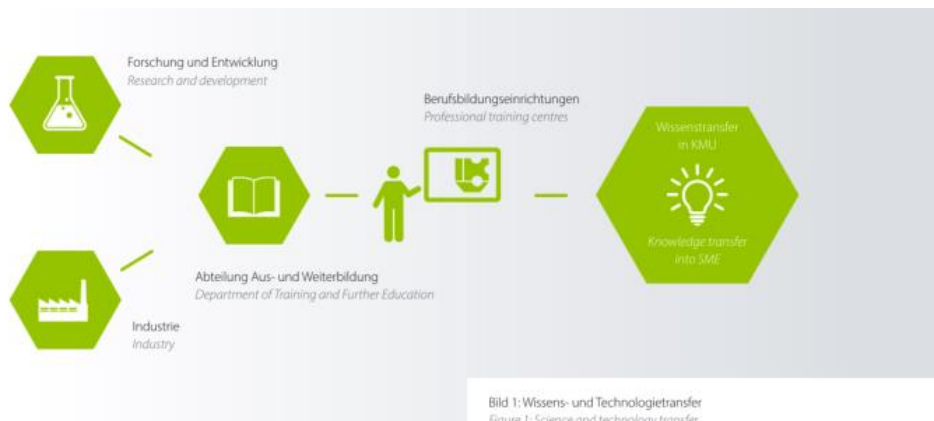 Forschung und Entwicklung
Research and development
Berufsbildungseinrichtungen
Professional training centres
Wissenstransfer
in KMU
Knowledge transfer
into SME
Abteilung Aus- und Weiterbildung
Department of Training and Further Education
Industrie
Industry
Bild 1: Wissens- und Technologietransfer
Figure 1: Science and technology transfer